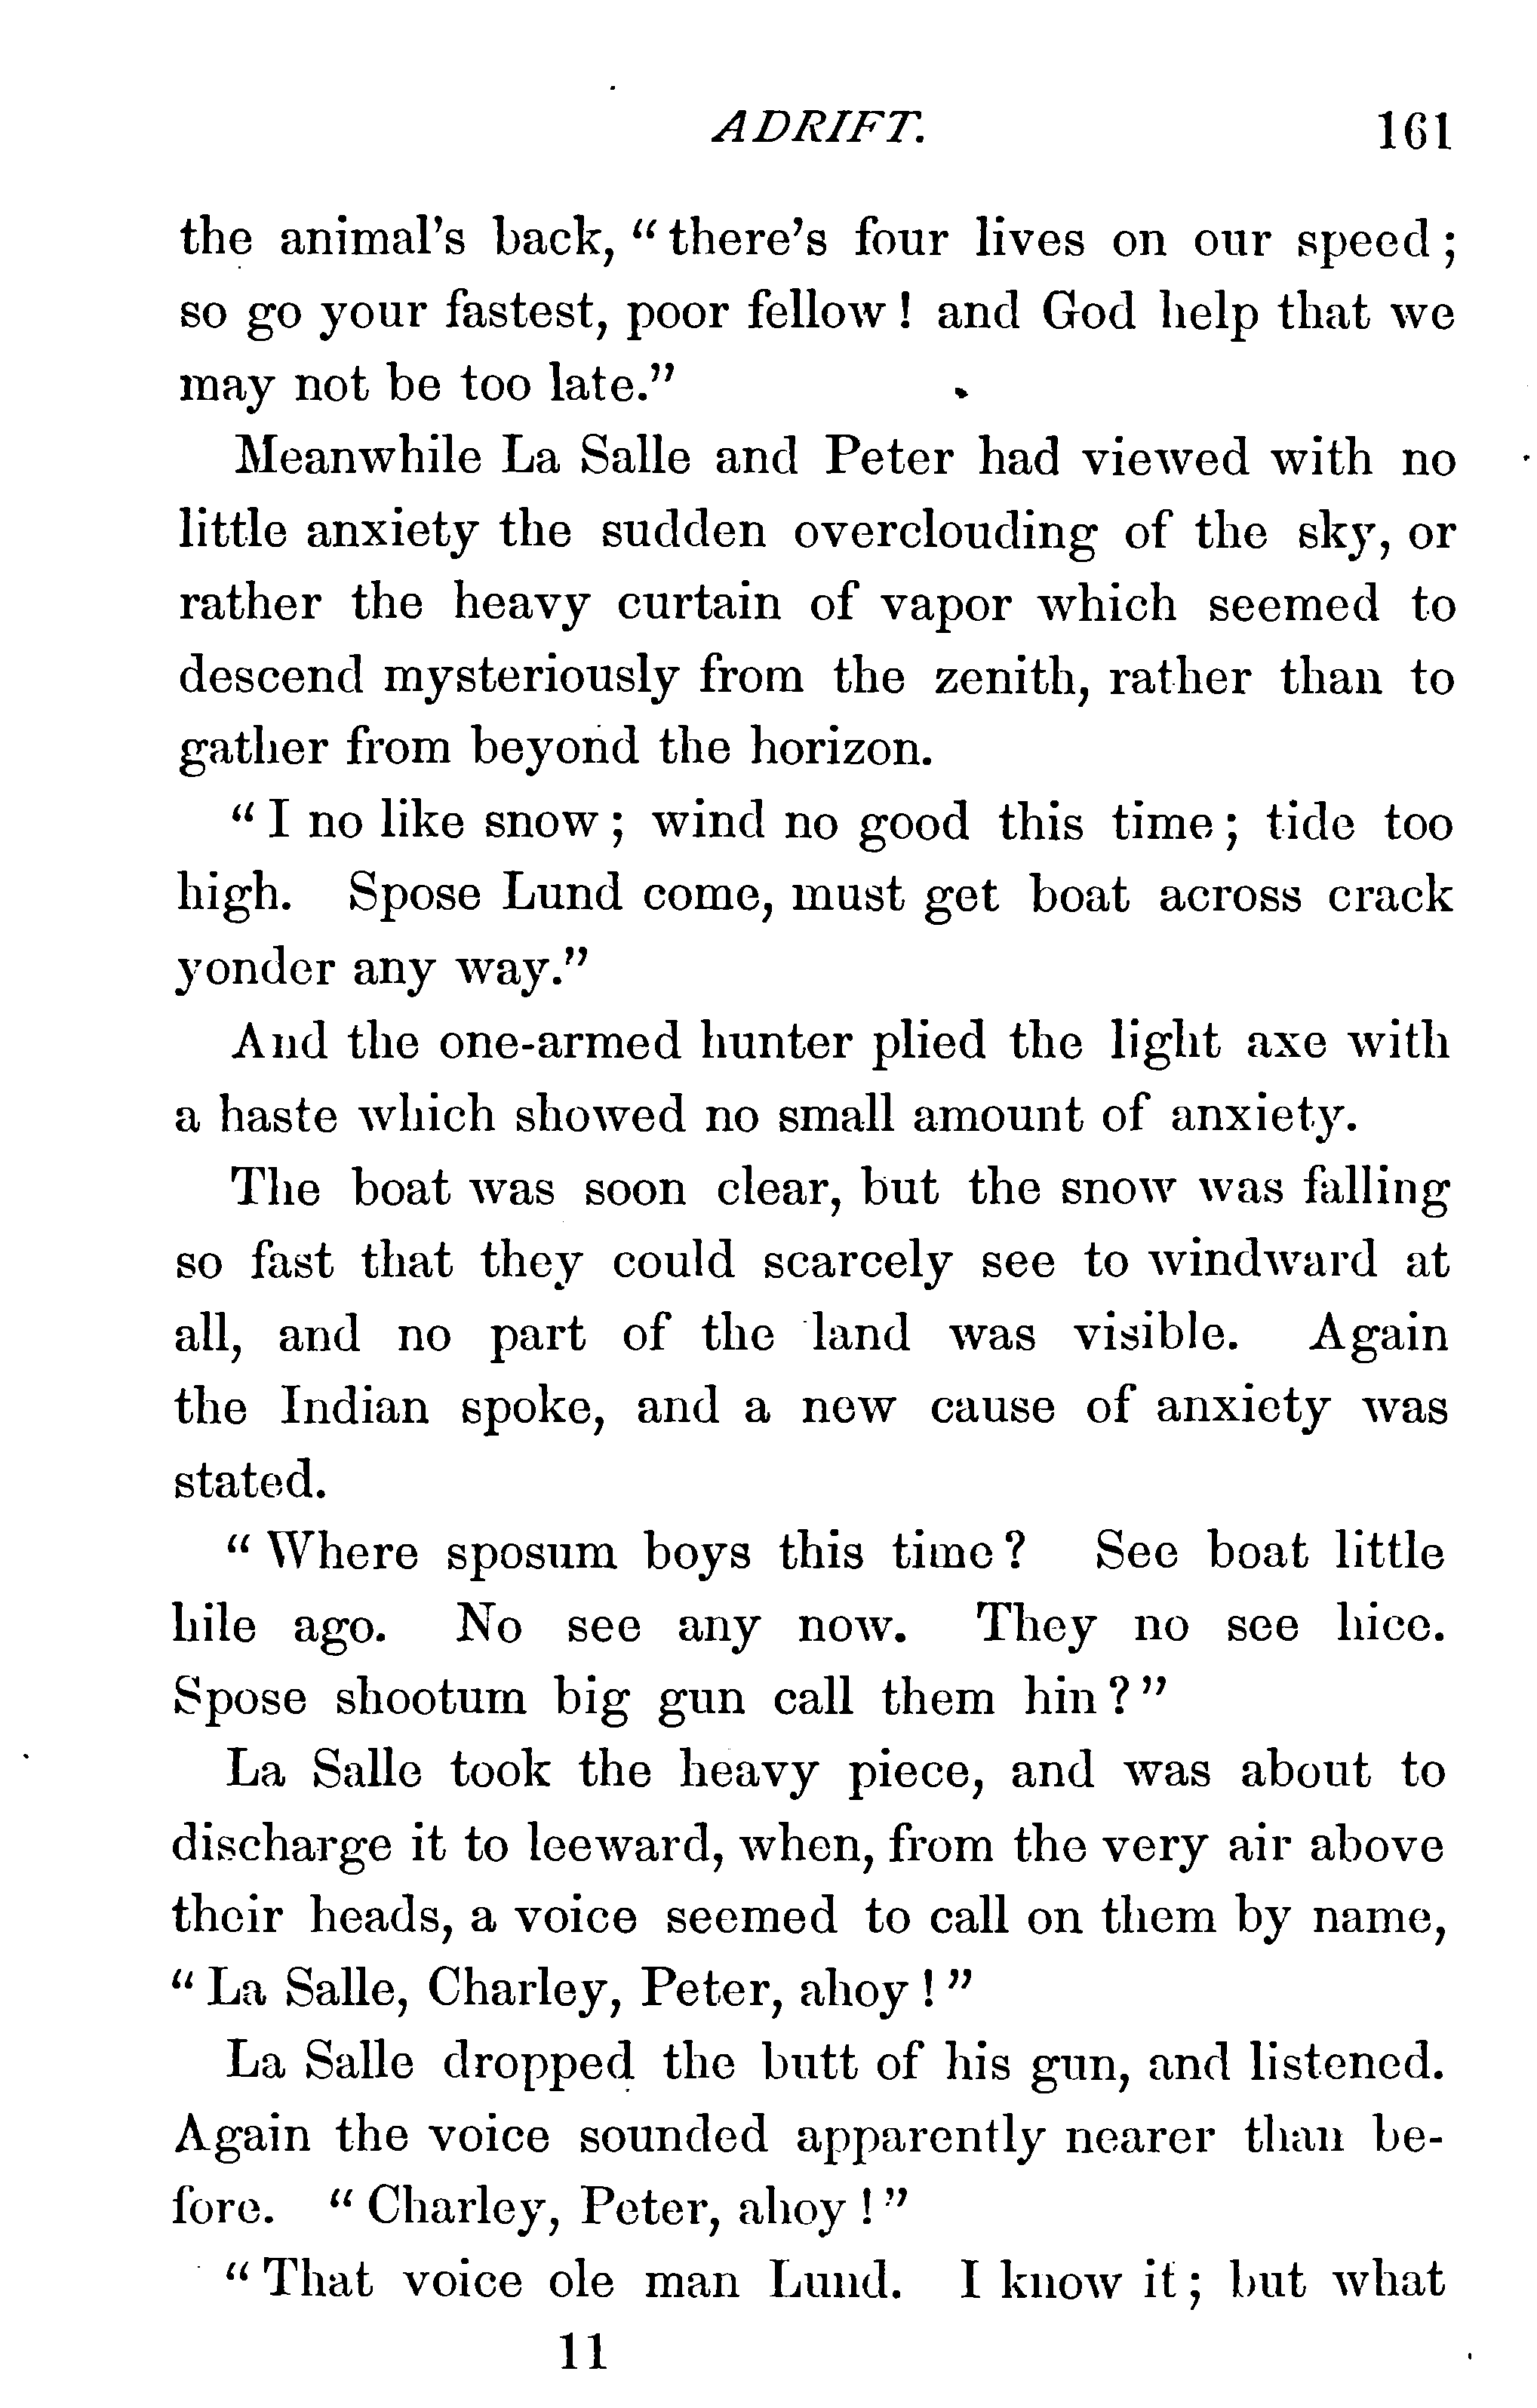 ADRIFT. 161
the animal's back, "there's four lives on our speed;
so go your fastest, poor fellow! and God help that we
may not be too late."
Meanwhile La Salle and Peter had viewed with no
little anxiety the sudden overclouding of the sky, or
rather the heavy curtain of vapor which seemed to
descend mysteriously from the zenith, rather than to
gather from beyond the horizon.
"I no like snow; wind no good this time; tide too
high. Spose Lund come, must get boat across crack
yonder any way."
And the one-armed hunter plied the light axe with
a haste which showed no small amount of anxiety.
The boat was soon clear, but the snow was falling
so fast that they could scarcely see to windward at
all, and no part of the land was visible. Again
the Indian spoke, and a new cause of anxiety was
stated.
"Where sposum boys this time? See boat little
hile ago. No see any now. They no see hice.
Spose shootum big gun call them hin?"
La Salle took the heavy piece, and was about to
discharge it to leeward, when, from the very air above
their heads, a voice seemed to call on them by name,
"La Salle, Charley, Peter, ahoy!"
La Salle dropped the butt of his gun, and listened.
Again the voice sounded apparently nearer than be-
fore. "Charley, Peter, ahoy!"
"That voice ole man Lund. I know it; but what
11